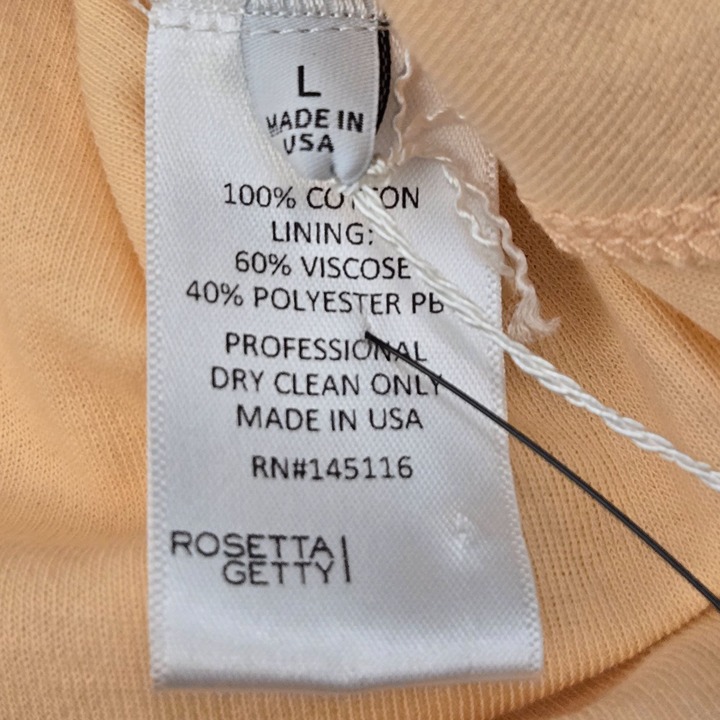 L
MADE IN
USA
100% COTTON
LINING:
60% VISCOSE
40% POLYESTER PB
PROFESSIONAL
DRY CLEAN ONLY
MADE IN USA
RN#145116
ROSETTA
GETTY